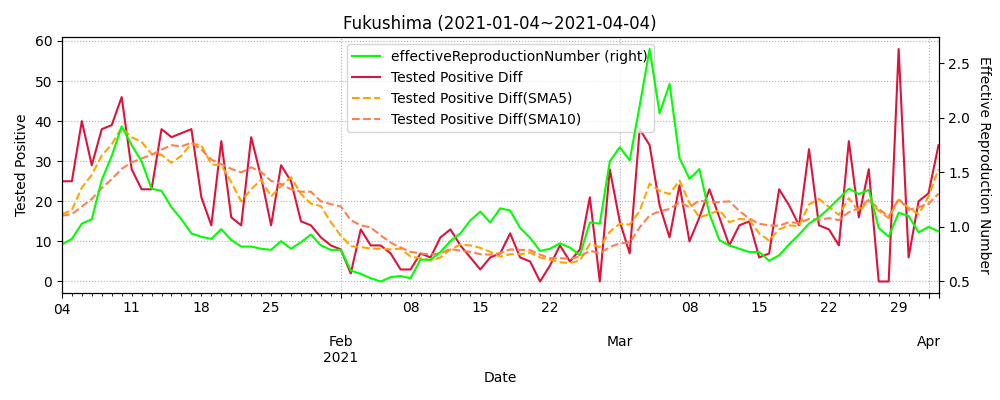 Fukushima (2021-01-04~2021-04-04)
effectiveReproductionNumber (right)
Tested Positive Diff
Tested Positive Diff(SMA5)
Tested Positive Diff(SMA10)
Tested Positive
60
50
40
30
20
10
0
2.5
2.0
1.5
1.0
0.5
Effective Reproduction Number
04 11 18 25 08 15 22 08 15 22 29
Feb Mar Apr
2021
Date